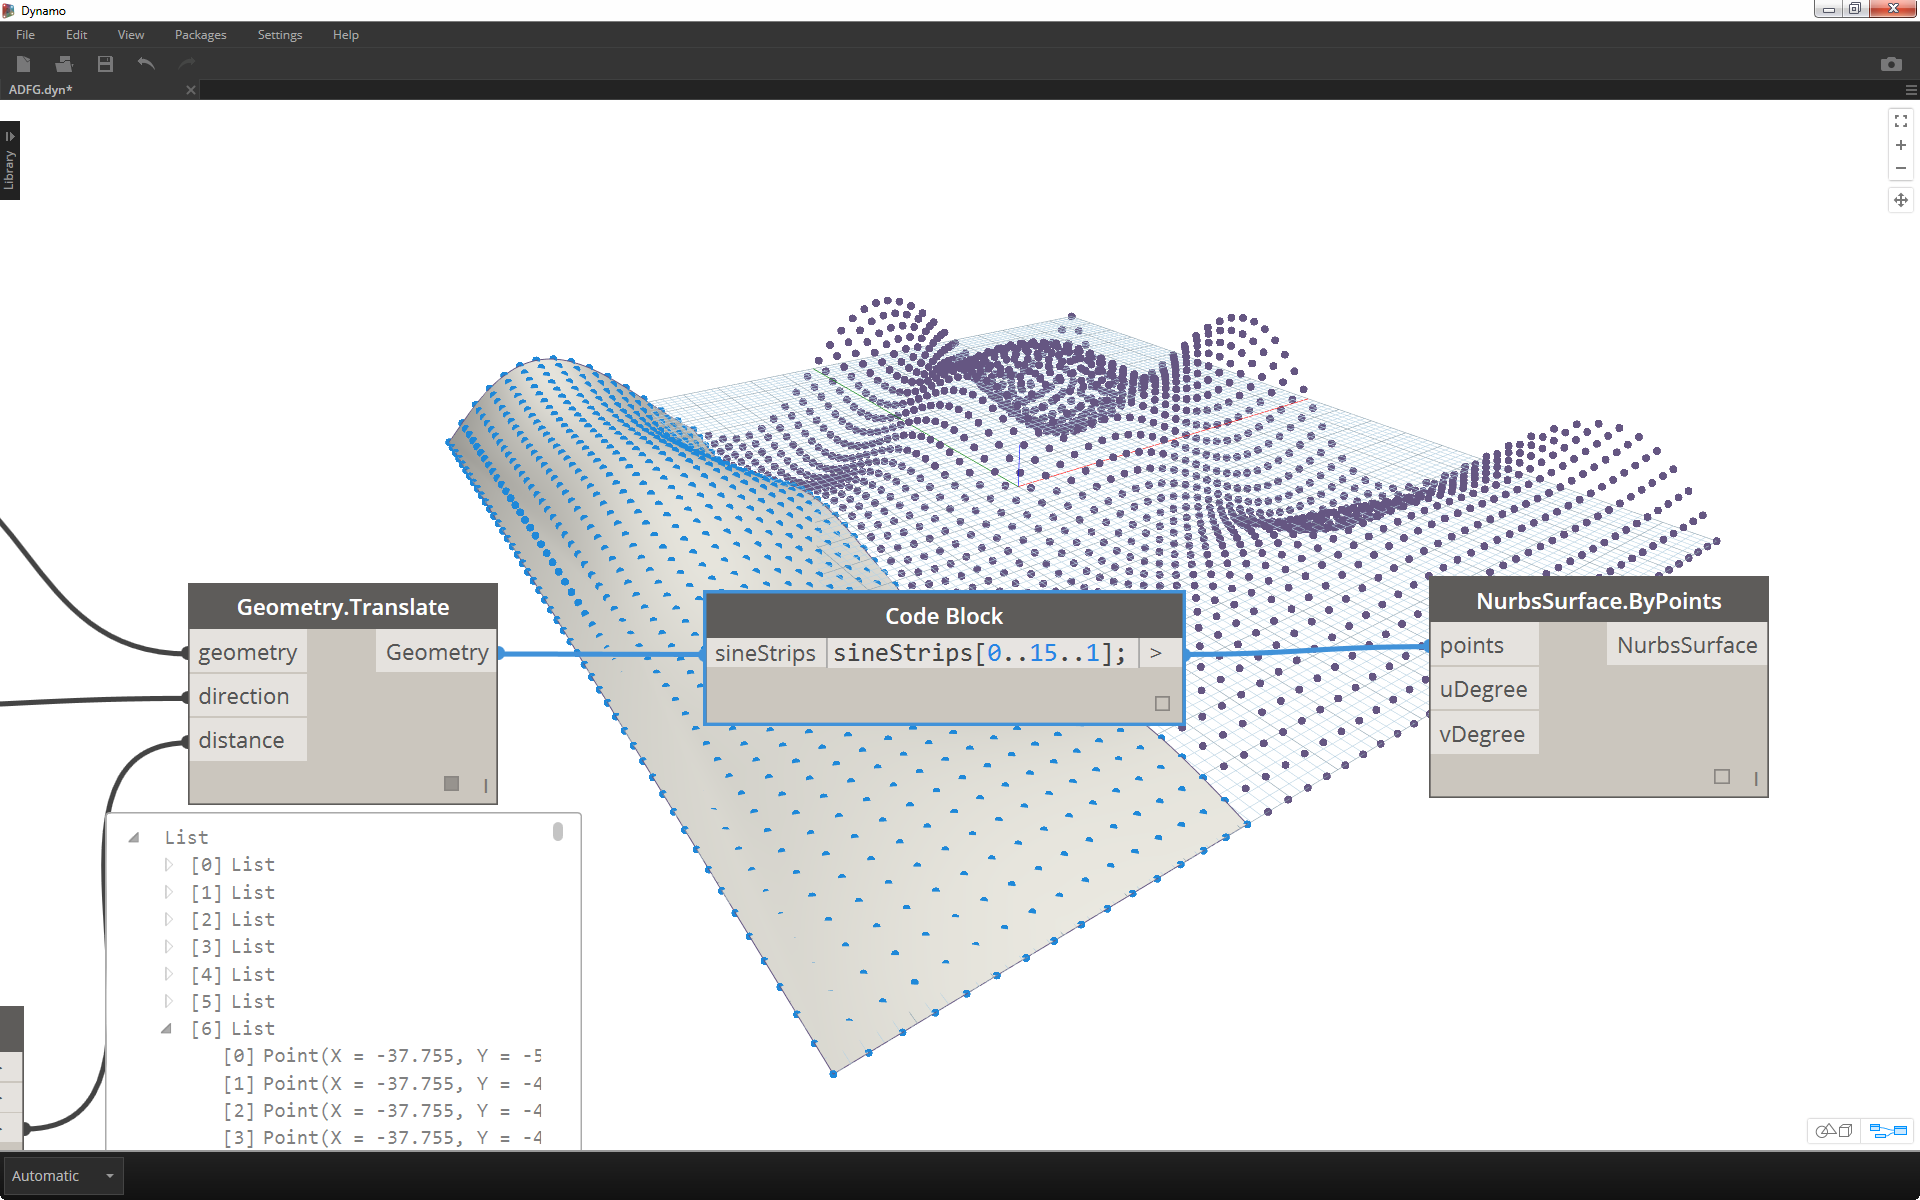 Dynamo
File Edit View Packages Settings Help
ADFG.dyn*
Library
Geometry.Translate
geometry Geometry
direction
distance
Code Block
sineStrips sineStrips[0..15..1]; >
NurbsSurface.ByPoints
points NurbsSurface
uDegree
vDegree
List
[0] List
[1] List
[2] List
[3] List
[4] List
[5] List
[6] List
[0] Point(X = -37.755, Y = -5
[1] Point(X = -37.755, Y = -4
[2] Point(X = -37.755, Y = -4
[3] Point(X = -37.755, Y = -4
Automatic